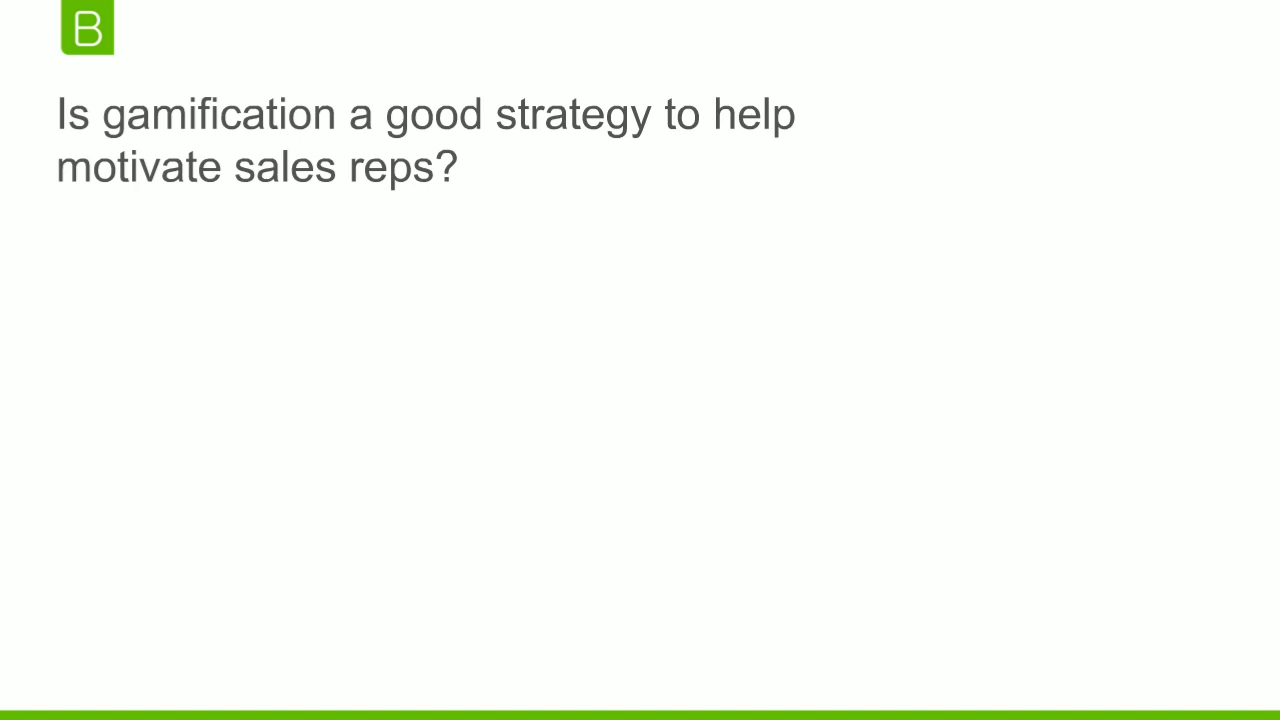 B
Is gamification a good strategy to help
motivate sales reps?